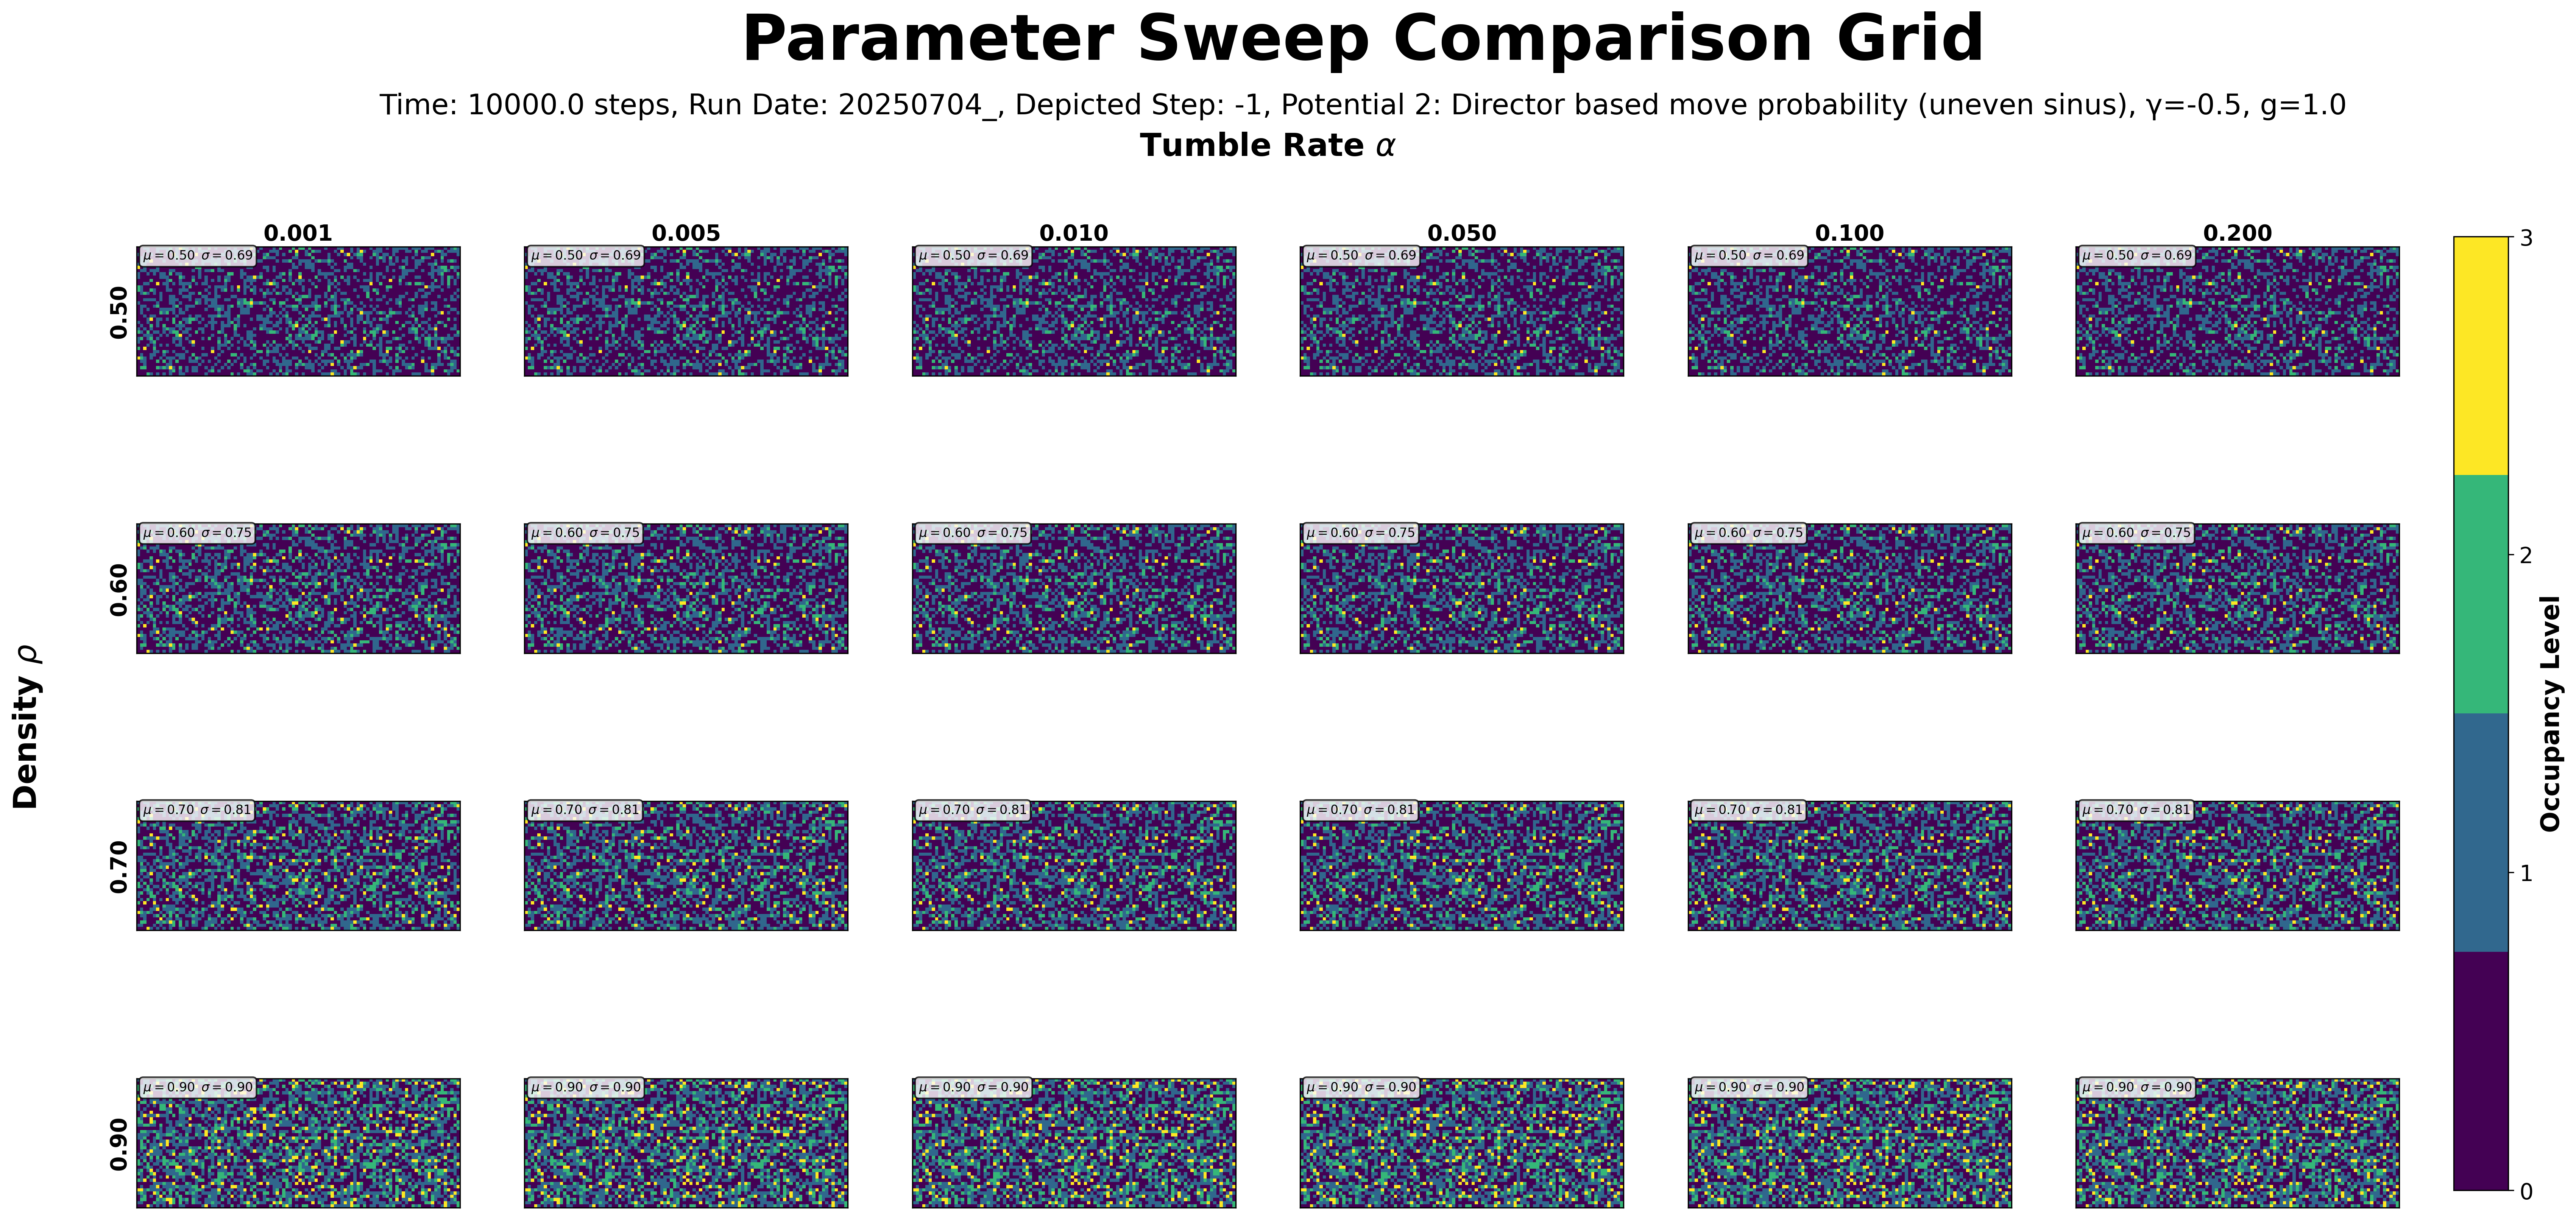 Parameter Sweep Comparison Grid
Time: 10000.0 steps, Run Date: 20250704_, Depicted Step: -1, Potential 2: Director based move probability (uneven sinus), γ=-0.5, g=1.0
Tumble Rate α
0.001 0.005 0.010 0.050 0.100 0.200
μ = 0.50 σ = 0.69 μ = 0.50 σ = 0.69 μ = 0.50 σ = 0.69 μ = 0.50 σ = 0.69 μ = 0.50 σ = 0.69 μ = 0.50 σ = 0.69
0.50
μ = 0.60 σ = 0.75 μ = 0.60 σ = 0.75 μ = 0.60 σ = 0.75 μ = 0.60 σ = 0.75 μ = 0.60 σ = 0.75 μ = 0.60 σ = 0.75
0.60
μ = 0.70 σ = 0.81 μ = 0.70 σ = 0.81 μ = 0.70 σ = 0.81 μ = 0.70 σ = 0.81 μ = 0.70 σ = 0.81 μ = 0.70 σ = 0.81
0.70
μ = 0.90 σ = 0.90 μ = 0.90 σ = 0.90 μ = 0.90 σ = 0.90 μ = 0.90 σ = 0.90 μ = 0.90 σ = 0.90 μ = 0.90 σ = 0.90
0.90
Density ρ
3
2
1
0
Occupancy Level